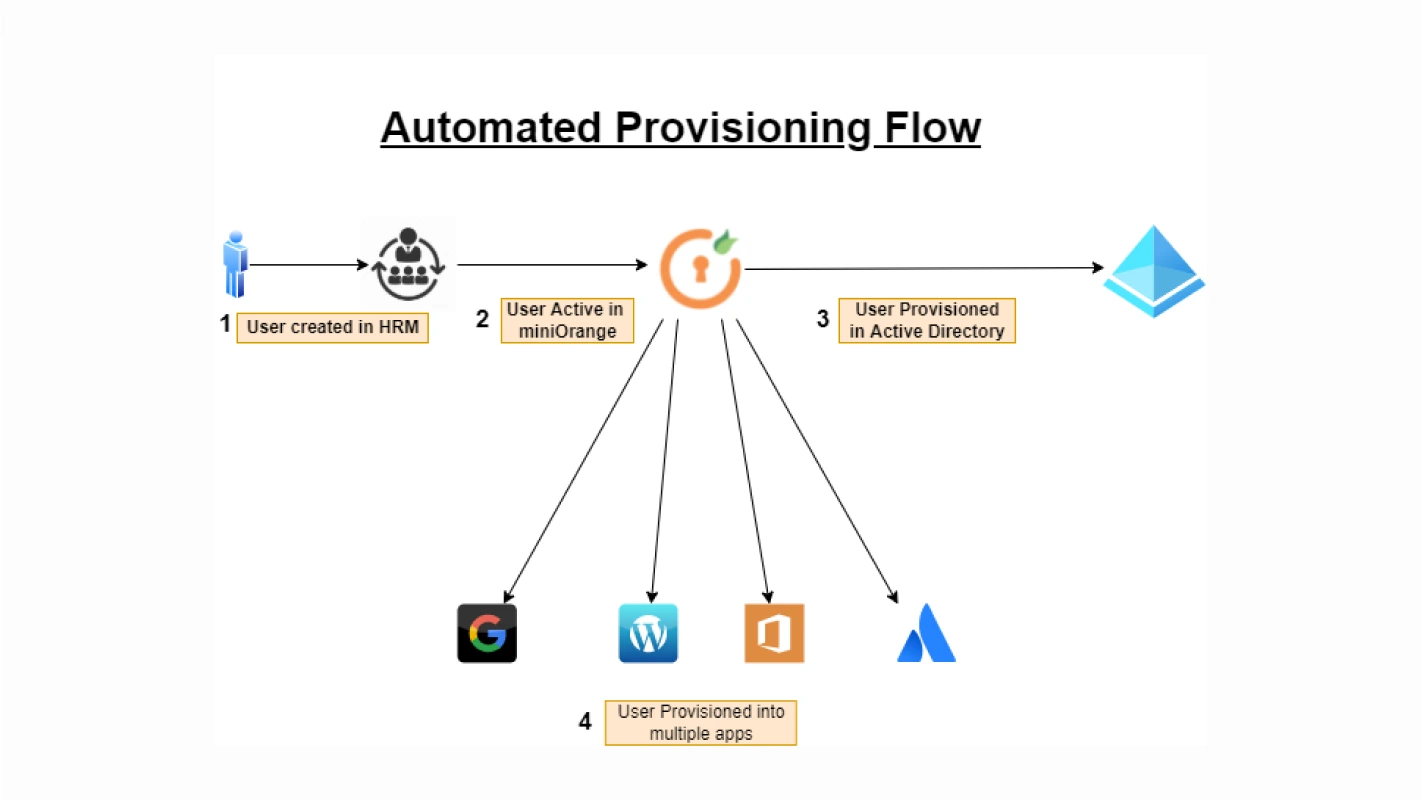 Automated Provisioning Flow
1
User created in HRM
2
User Active in
miniOrange
3
User Provisioned
in Active Directory
4
User Provisioned into
multiple apps